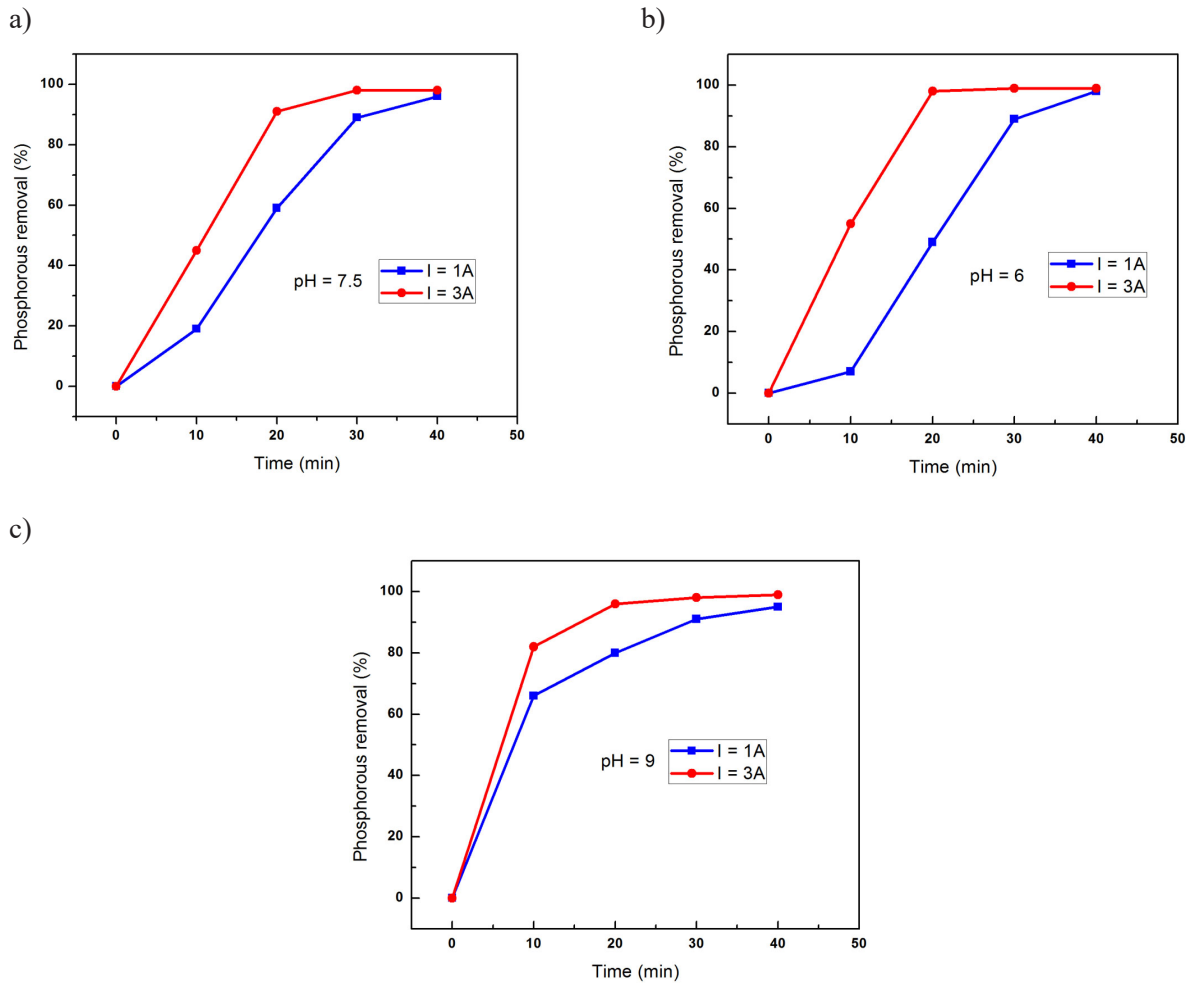 a)
100
80
60
40
20
0
Phosphorous removal (%)
pH = 7.5
I = 1A
I = 3A
0 10 20 30 40 50
Time (min)
b)
100
80
60
40
20
0
Phosphorous removal (%)
pH = 6
I = 1A
I = 3A
0 10 20 30 40 50
Time (min)
c)
100
80
60
40
20
0
Phosphorous removal (%)
pH = 9
I = 1A
I = 3A
0 10 20 30 40 50
Time (min)